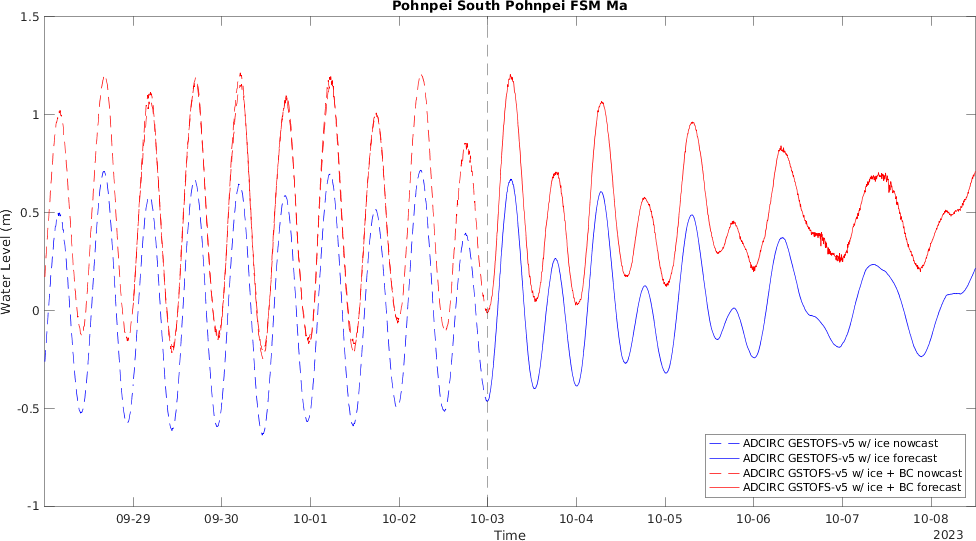 Pohnpei South Pohnpei FSM Ma
1.5
1
0.5
0
-0.5
-1
Water Level (m)
ADCIRC GESTOFS-v5 w/ ice nowcast
ADCIRC GESTOFS-v5 w/ ice forecast
ADCIRC GSTOFS-v5 w/ ice + BC nowcast
ADCIRC GSTOFS-v5 w/ ice + BC forecast
09-29 09-30 10-01 10-02 10-03 10-04 10-05 10-06 10-07 10-08
Time
2023